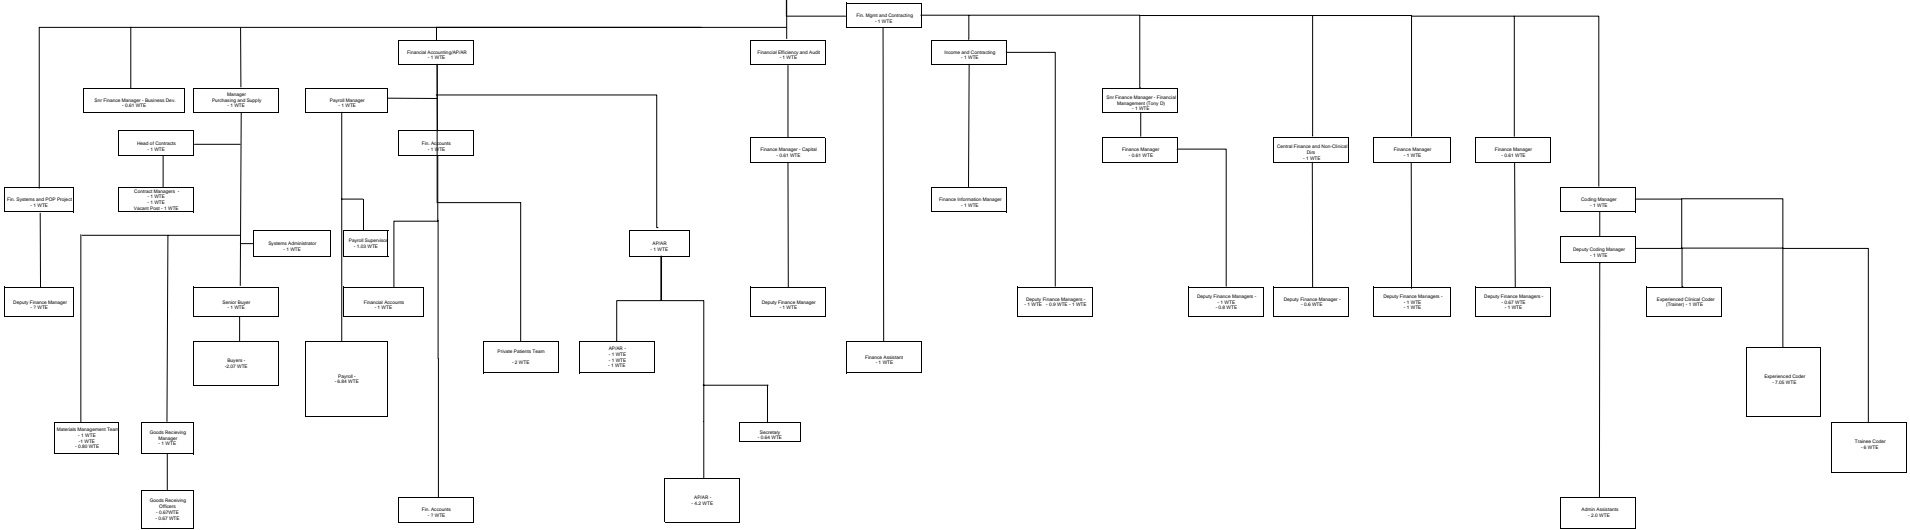 Fin. Mgmt and Contracting
- 1 WTE
Financial Accounting/AP/AR
- 1 WTE
Financial Efficiency and Audit
- 1 WTE
Income and Contracting
- 1 WTE
Snr Finance Manager - Business Dev.
- 0.61 WTE
Manager
Purchasing and Supply
- 1 WTE
Payroll Manager
- 1 WTE
Snr Finance Manager - Financial
Management (Tony D)
- 1 WTE
Head of Contracts
- 1 WTE
Fin. Accounts
- 1 WTE
Finance Manager - Capital
- 0.61 WTE
Finance Manager
- 0.61 WTE
Central Finance and Non-Clinical
Dirs
- 1 WTE
Finance Manager
- 1 WTE
Finance Manager
- 0.61 WTE
Fin. Systems and POP Project
- 1 WTE
Contract Managers -
- 1 WTE
- 1 WTE
Vacant Post - 1 WTE
Finance Information Manager
- 1 WTE
Coding Manager
- 1 WTE
Systems Administrator
- 1 WTE
Payroll Supervisor
- 1.03 WTE
AP/AR
- 1 WTE
Deputy Coding Manager
- 1 WTE
Deputy Finance Manager
- ? WTE
Senior Buyer
- 1 WTE
Financial Accounts
- 1 WTE
Deputy Finance Manager
- 1 WTE
Deputy Finance Managers -
- 1 WTE - 0.9 WTE - 1 WTE
Deputy Finance Managers -
- 1 WTE
- 0.8 WTE
Deputy Finance Manager -
- 0.6 WTE
Deputy Finance Managers -
- 1 WTE
- 1 WTE
Deputy Finance Managers -
- 0.67 WTE
- 1 WTE
Experienced Clinical Coder
(Trainer) - 1 WTE
Buyers -
-2.07 WTE
Payroll -
- 6.84 WTE
Private Patients Team
- 2 WTE
AP/AR -
- 1 WTE
- 1 WTE
- 1 WTE
Finance Assistant
- 1 WTE
Experienced Coder
- 7.05 WTE
Materials Management Team
- 1 WTE
-1 WTE
- 0.80 WTE
Goods Recieving
Manager
- 1 WTE
Secretary
- 0.64 WTE
Trainee Coder
- 6 WTE
Goods Receiving
Officers
- 0.67WTE
- 0.67 WTE
Fin. Accounts
- ? WTE
AP/AR -
- 4.2 WTE
Admin Assistants
- 2.0 WTE